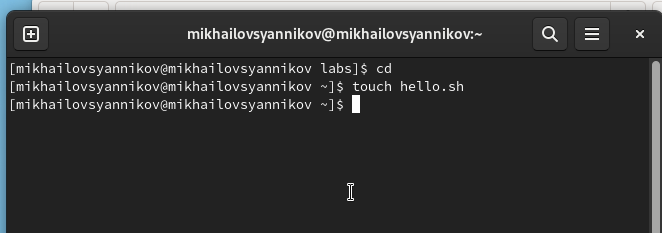 mikhailovsyannikov@mikhailovsyannikov:~
[mikhailovsyannikov@mikhailovsyannikov labs]$ cd
[mikhailovsyannikov@mikhailovsyannikov ~]$ touch hello.sh
[mikhailovsyannikov@mikhailovsyannikov ~]$